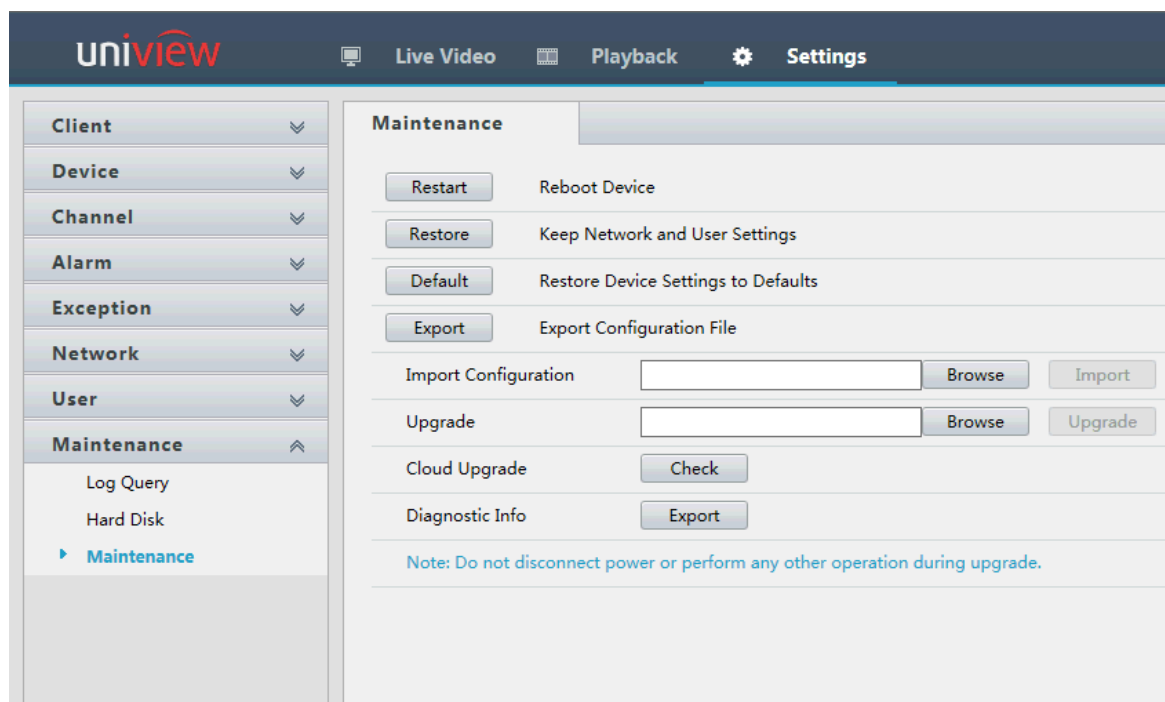 uniview
Live Video
Playback
Settings
Client
Device
Channel
Alarm
Exception
Network
User
Maintenance
Log Query
Hard Disk
Maintenance
Maintenance
Restart Reboot Device
Restore Keep Network and User Settings
Default Restore Device Settings to Defaults
Export Export Configuration File
Import Configuration Browse Import
Upgrade Browse Upgrade
Cloud Upgrade Check
Diagnostic Info Export
Note: Do not disconnect power or perform any other operation during upgrade.